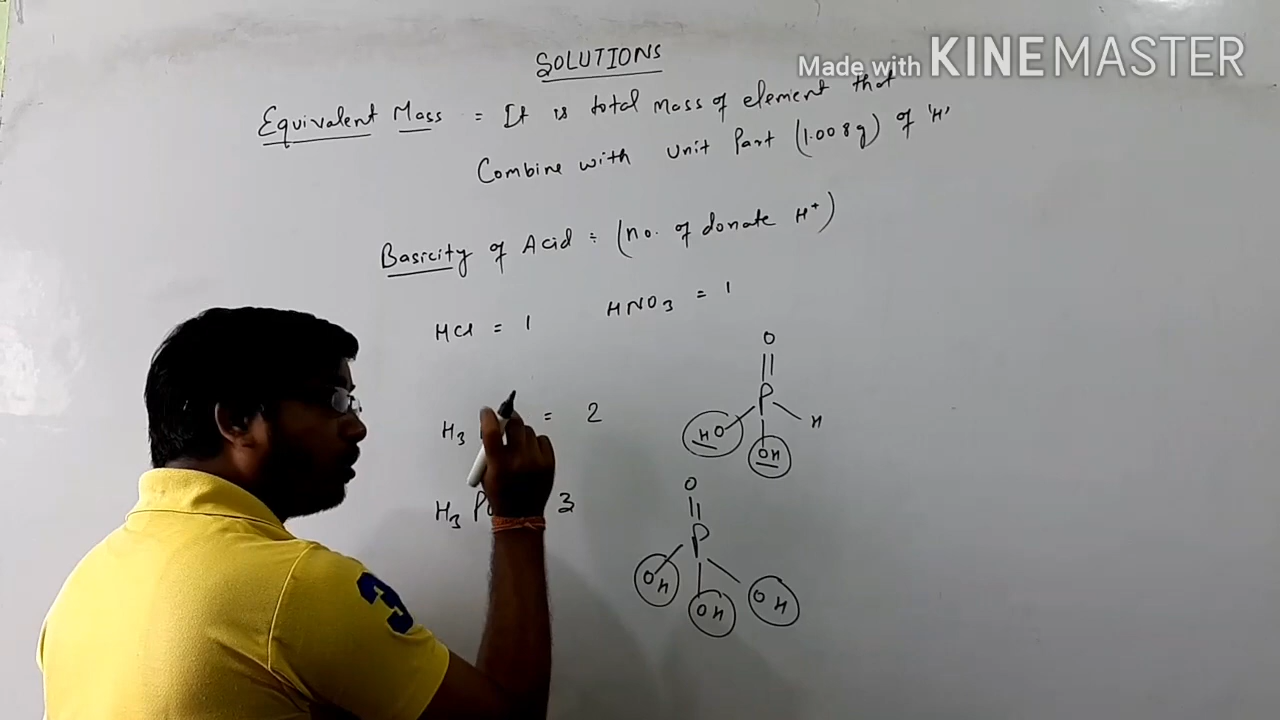 SOLUTIONS
Made with KINEMASTER
Equivalent Mass = It is total mass of element that
Combine with unit Part (1.008g) of 'H'
Basicity of Acid = (no. of donate H+)
HCl = 1 HNO3 = 1
O
P
H3 = 2 HO OH H
O
H3 P 3 P
OH OH OH
3